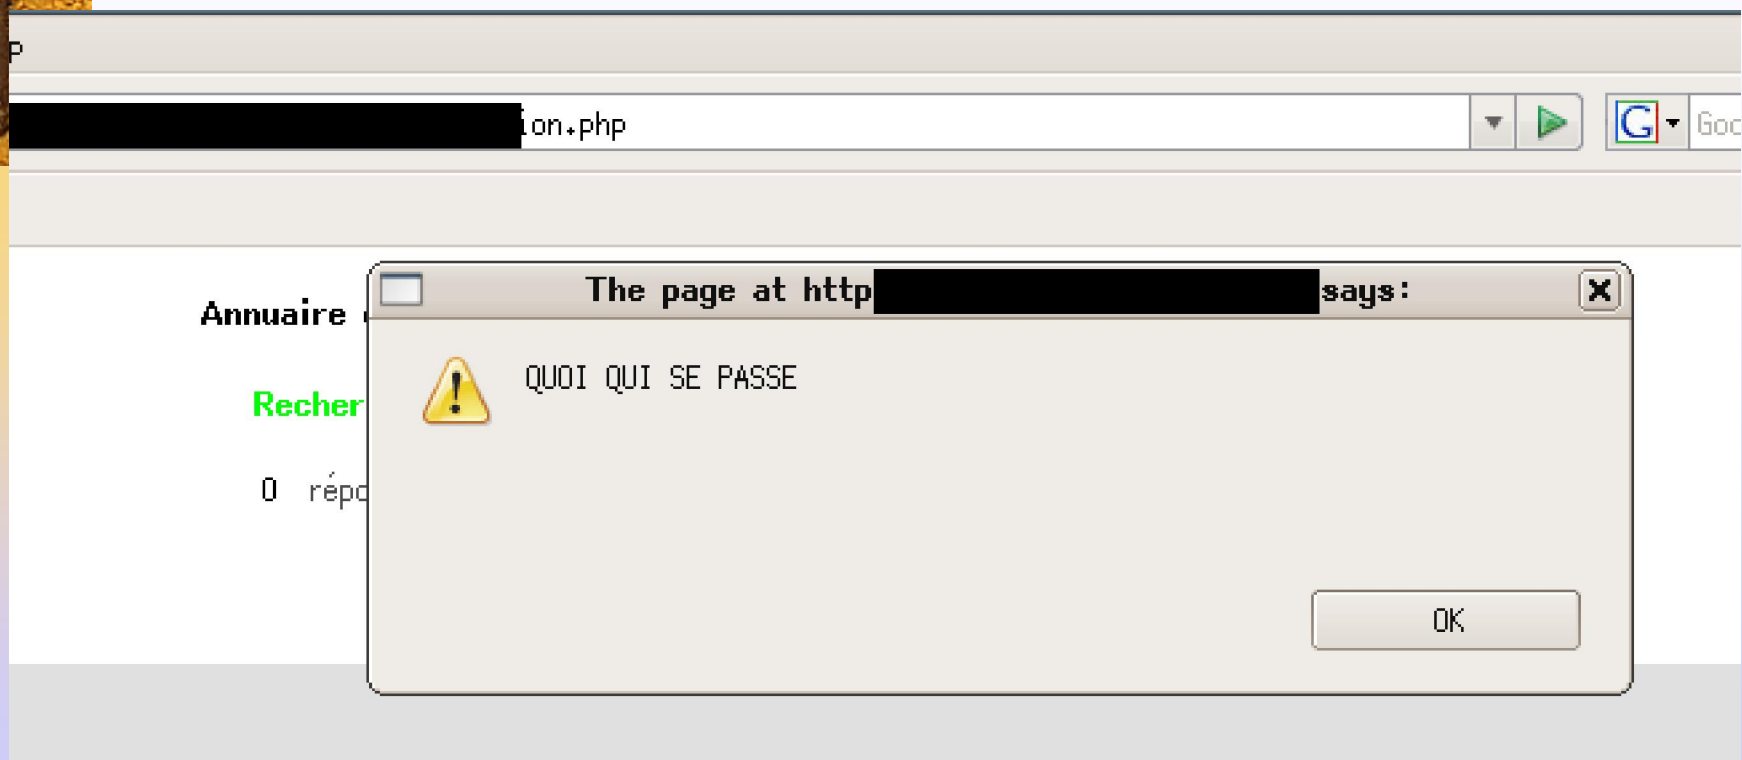 p
ion.php
Goo
The page at http says:
Annuaire
QUOI QUI SE PASSE
Recher
0 répo
OK